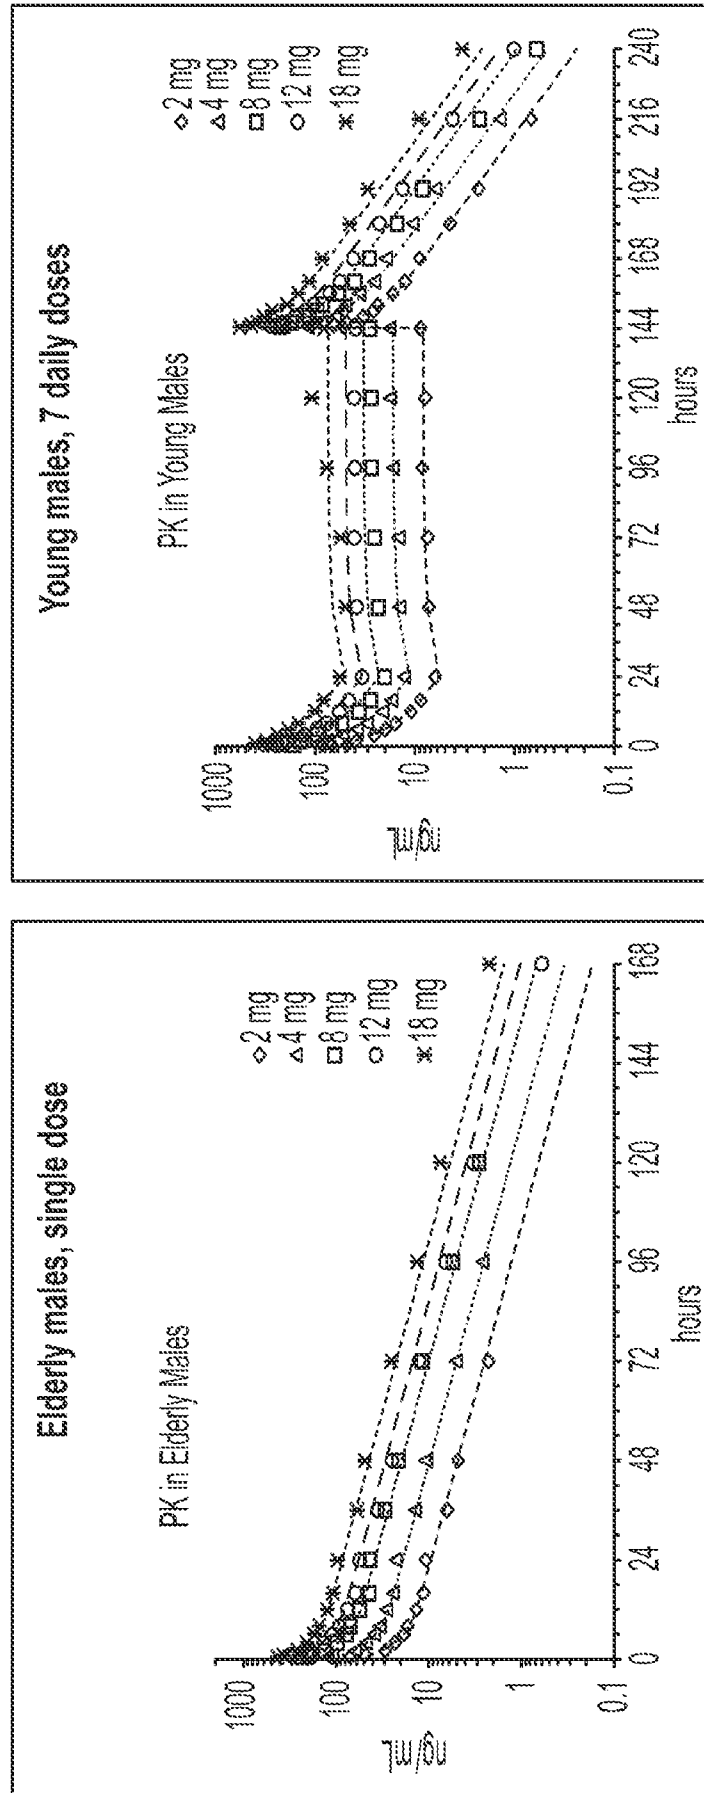 Elderly males, single dose
PK in Elderly Males
ng/mL
1000
100
10
1
0.1
0
24
48
72
96
120
144
168
hours
2 mg
4 mg
8 mg
12 mg
18 mg
Young males, 7 daily doses
PK in Young Males
ng/mL
1000
100
10
1
0.1
0
24
48
72
96
120
144
168
192
216
240
hours
2 mg
4 mg
8 mg
12 mg
18 mg